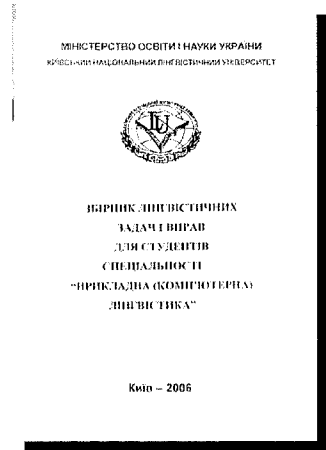 МІНІСТЕРСТВО ОСВІТИ І НАУКИ УКРАЇНИ
КИЇВСЬКИЙ НАЦІОНАЛЬНИЙ ЛІНГВІСТИЧНИЙ УНІВЕРСИТЕТ
ЗБІРНИК ЛІНГВІСТИЧНИХ
ЗАДАЧ І ВПРАВ
ДЛЯ СТУДЕНТІВ
СПЕЦІАЛЬНОСТІ
“ПРИКЛАДНА (КОМП'ЮТЕРНА)
ЛІНГВІСТИКА”
Київ – 2006